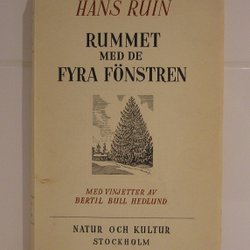 HANS RUIN
RUMMET
MED DE
FYRA FÖNSTREN
MED VINJETTER AV
BERTIL BULL HEDLUND
NATUR OCH KULTUR
STOCKHOLM